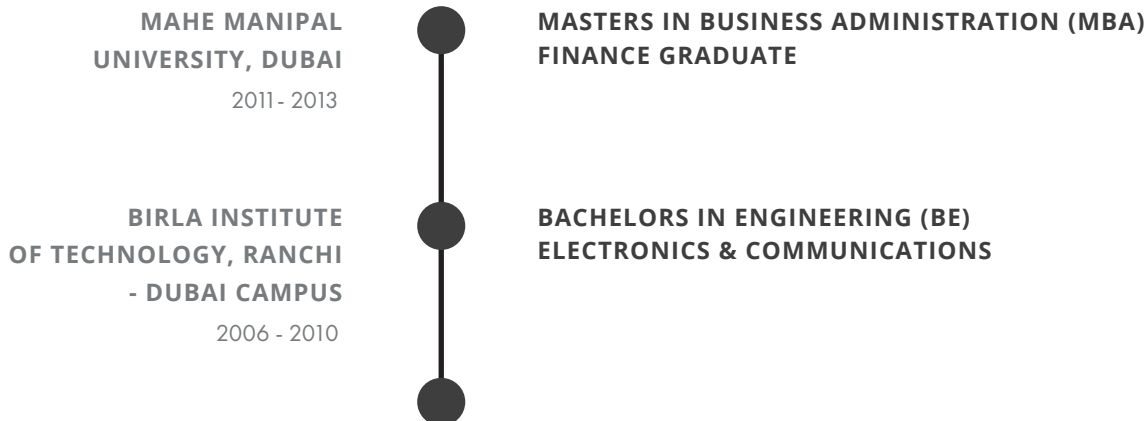 MAHE MANIPAL
UNIVERSITY, DUBAI
2011 - 2013
MASTERS IN BUSINESS ADMINISTRATION (MBA)
FINANCE GRADUATE
BIRLA INSTITUTE
OF TECHNOLOGY, RANCHI
- DUBAI CAMPUS
2006 - 2010
BACHELORS IN ENGINEERING (BE)
ELECTRONICS & COMMUNICATIONS